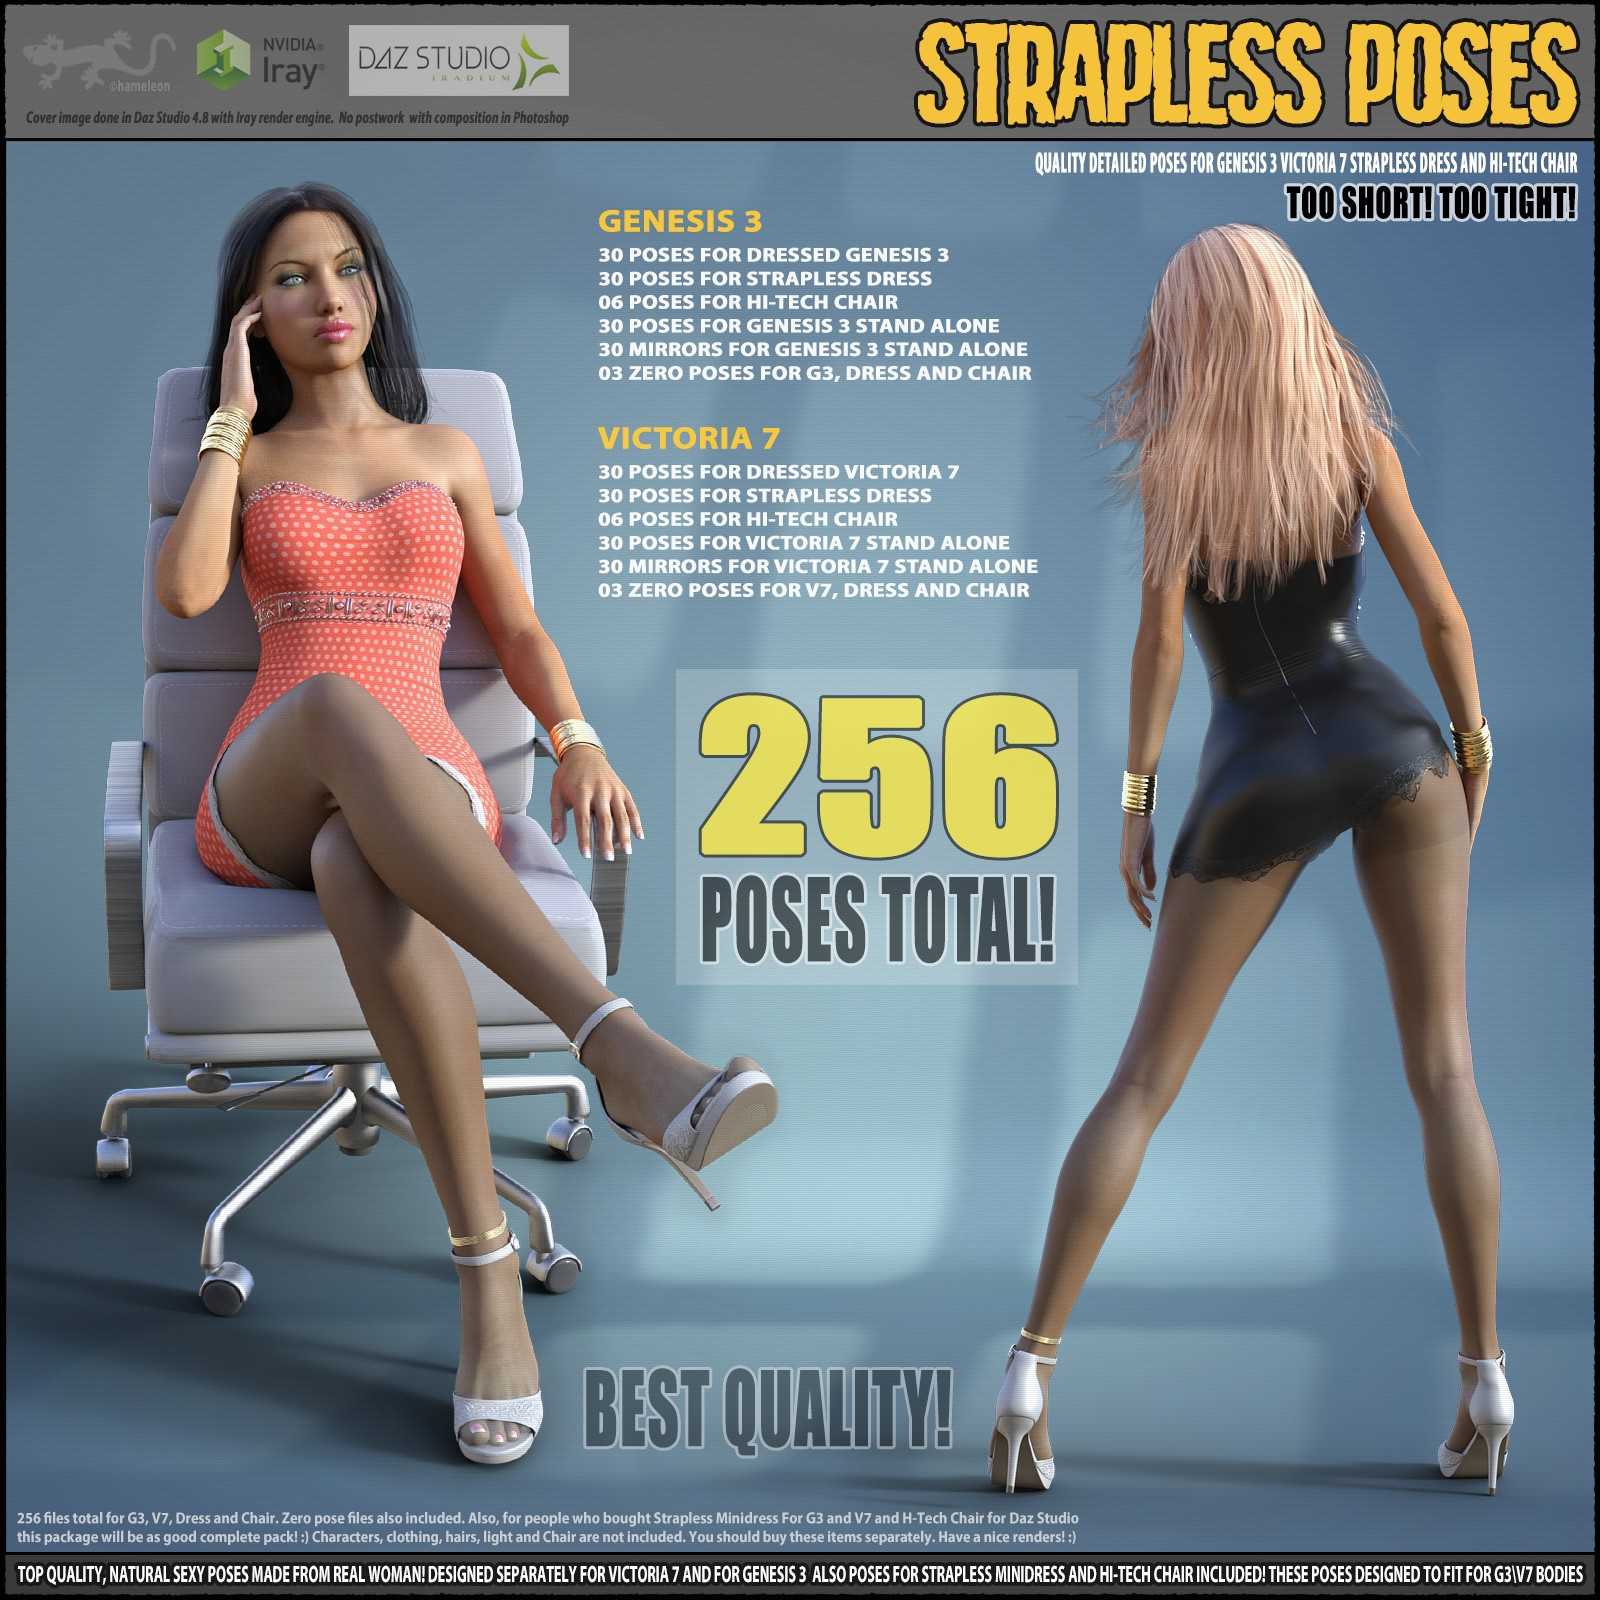 ©hameleon
NVIDIA®
Iray®
DAZ STUDIO
IRADIUM
Cover image done in Daz Studio 4.8 with Iray render engine. No postwork with composition in Photoshop
STRAPLESS POSES
QUALITY DETAILED POSES FOR GENESIS 3 VICTORIA 7 STRAPLESS DRESS AND HI-TECH CHAIR
TOO SHORT! TOO TIGHT!
GENESIS 3
30 POSES FOR DRESSED GENESIS 3
30 POSES FOR STRAPLESS DRESS
06 POSES FOR HI-TECH CHAIR
30 POSES FOR GENESIS 3 STAND ALONE
30 MIRRORS FOR GENESIS 3 STAND ALONE
03 ZERO POSES FOR G3, DRESS AND CHAIR
VICTORIA 7
30 POSES FOR DRESSED VICTORIA 7
30 POSES FOR STRAPLESS DRESS
06 POSES FOR HI-TECH CHAIR
30 POSES FOR VICTORIA 7 STAND ALONE
30 MIRRORS FOR VICTORIA 7 STAND ALONE
03 ZERO POSES FOR V7, DRESS AND CHAIR
256
POSES TOTAL!
BEST QUALITY!
256 files total for G3, V7, Dress and Chair. Zero pose files also included. Also, for people who bought Strapless Minidress For G3 and V7 and H-Tech Chair for Daz Studio
this package will be as good complete pack! :) Characters, clothing, hairs, light and Chair are not included. You should buy these items separately. Have a nice renders! :)
TOP QUALITY, NATURAL SEXY POSES MADE FROM REAL WOMAN! DESIGNED SEPARATELY FOR VICTORIA 7 AND FOR GENESIS 3 ALSO POSES FOR STRAPLESS MINIDRESS AND HI-TECH CHAIR INCLUDED! THESE POSES DESIGNED TO FIT FOR G3\V7 BODIES